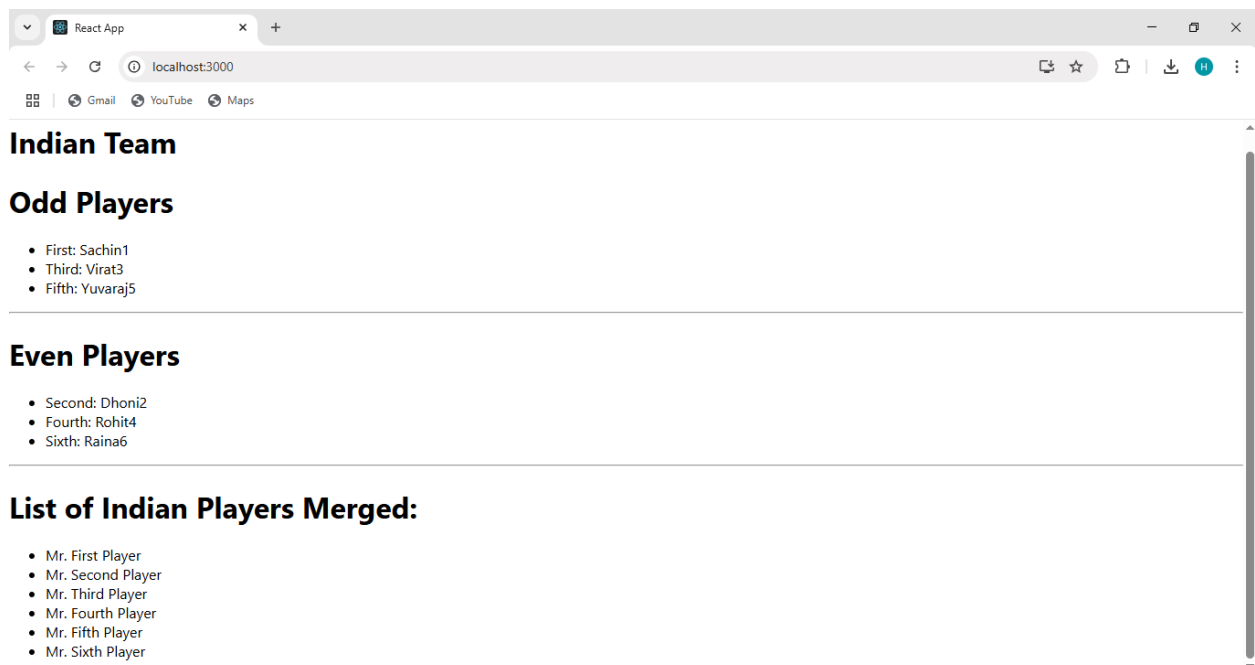 React App
localhost:3000
H
Gmail YouTube Maps
Indian Team
Odd Players
First: Sachin1
Third: Virat3
Fifth: Yuvaraj5
Even Players
Second: Dhoni2
Fourth: Rohit4
Sixth: Raina6
List of Indian Players Merged:
Mr. First Player
Mr. Second Player
Mr. Third Player
Mr. Fourth Player
Mr. Fifth Player
Mr. Sixth Player